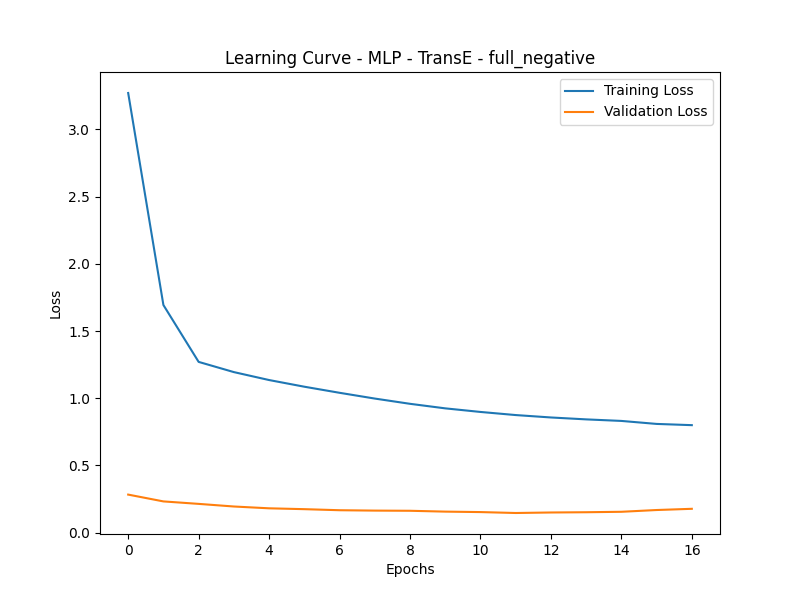 Learning Curve - MLP - TransE - full_negative
Training Loss
Validation Loss
3.0
2.5
2.0
1.5
1.0
0.5
0.0
Loss
0 2 4 6 8 10 12 14 16
Epochs